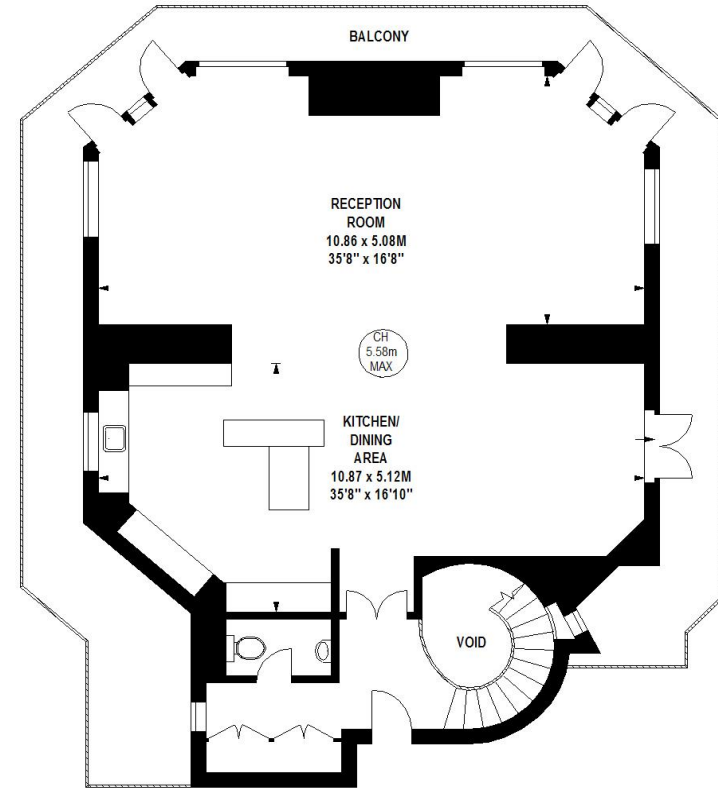 BALCONY
RECEPTION
ROOM
10.86 x 5.08M
35'8" x 16'8"
CH
5.58m
MAX
KITCHEN/
DINING
AREA
10.87 x 5.12M
35'8" x 16'10"
VOID